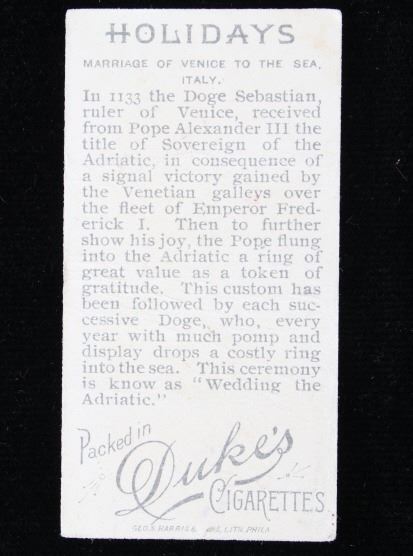 HOLIDAYS
MARRIAGE OF VENICE TO THE SEA,
ITALY.
In 1133 the Doge Sebastian,
ruler of Venice, received
from Pope Alexander III the
title of Sovereign of the
Adriatic, in consequence of
a signal victory gained by
the Venetian galleys over
the fleet of Emperor Fred-
erick I. Then to further
show his joy, the Pope flung
into the Adriatic a ring of
great value as a token of
gratitude. This custom has
been followed by each suc-
cessive Doge, who, every
year with much pomp and
display drops a costly ring
into the sea. This ceremony
is know as "Wedding the
Adriatic."
Packed in
Duke's
CIGARETTES
GEO. S. HARRIS & LITH. PHILA.